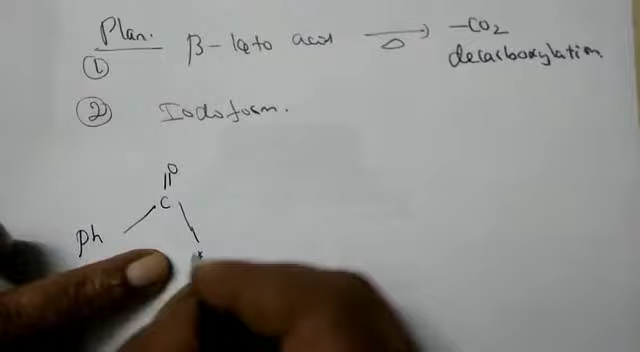 Plan.
① β-keto acid → Δ -CO2
decarboxylation.
② Iodoform.
O
C
Ph
*